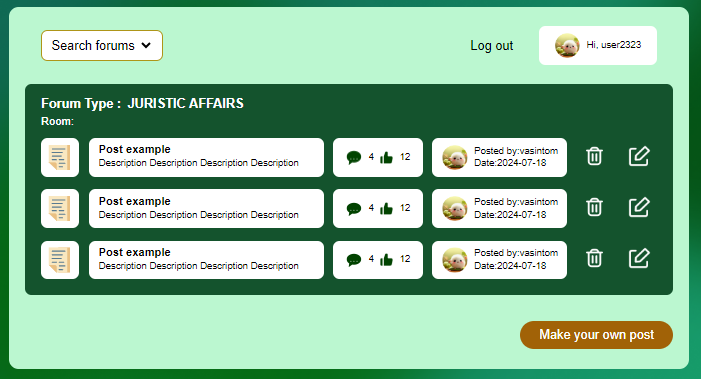 Search forums
Log out
Hi, user2323
Forum Type : JURISTIC AFFAIRS
Room:
Post example
Description Description Description Description
4 12
Posted by:vasintom
Date:2024-07-18
Post example
Description Description Description Description
4 12
Posted by:vasintom
Date:2024-07-18
Post example
Description Description Description Description
4 12
Posted by:vasintom
Date:2024-07-18
Make your own post